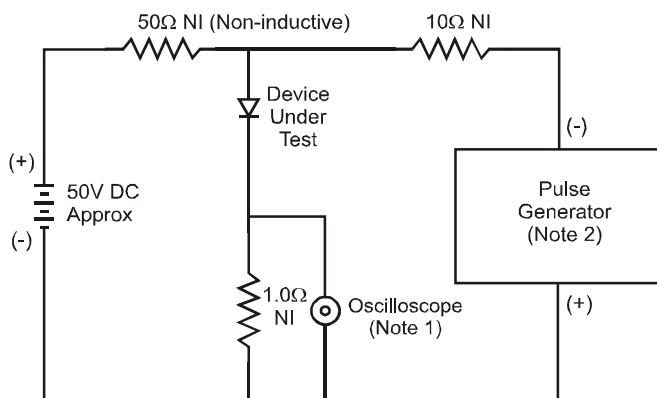 50Ω NI (Non-inductive)
10Ω NI
Device
Under
Test
(-)
(+)
50V DC
Approx
(-)
Pulse
Generator
(Note 2)
1.0Ω
NI
Oscilloscope
(Note 1)
(+)